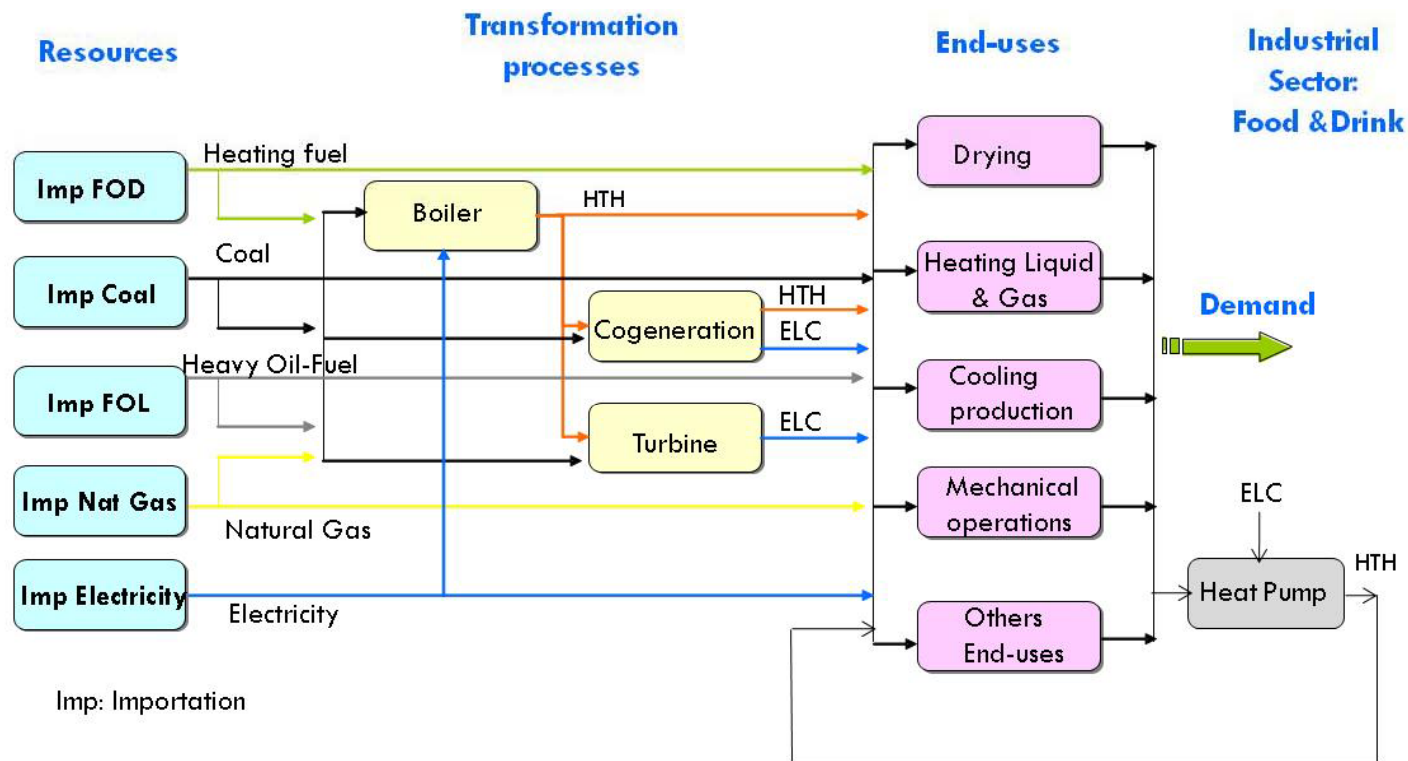 Resources
Transformation
processes
End-uses
Industrial
Sector:
Food &Drink
Imp FOD
Heating fuel
Boiler
HTH
Drying
Imp Coal
Coal
Cogeneration
HTH
ELC
Heating Liquid
& Gas
Demand
Imp FOL
Heavy Oil-Fuel
Turbine
ELC
Cooling
production
Imp Nat Gas
Natural Gas
Mechanical
operations
ELC
Imp Electricity
Electricity
Others
End-uses
Heat Pump
HTH
Imp: Importation